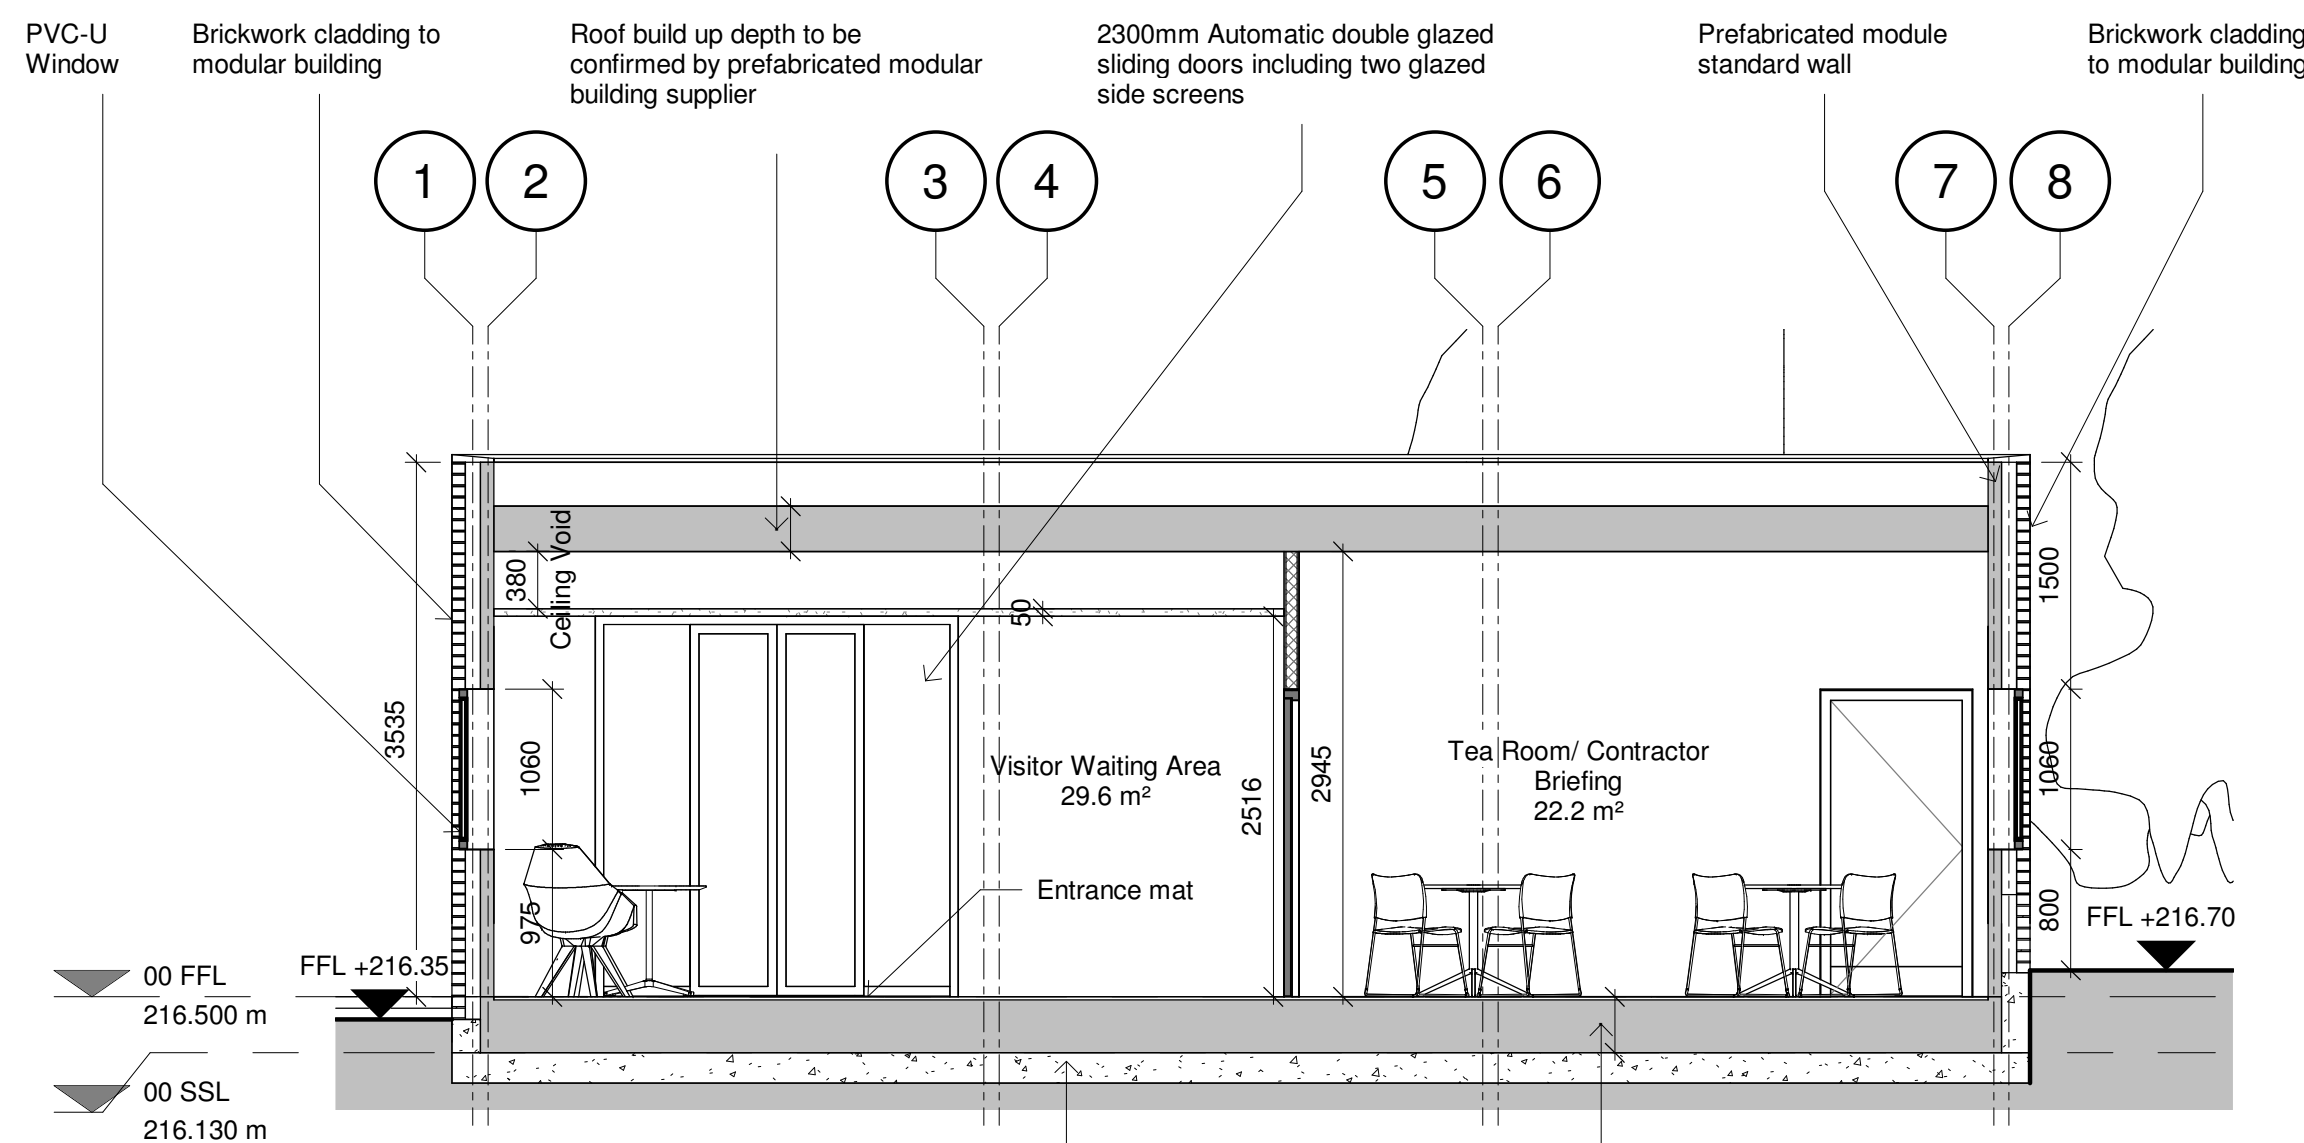 PVC-U
Window
Brickwork cladding to
modular building
Roof build up depth to be
confirmed by prefabricated modular
building supplier
2300mm Automatic double glazed
sliding doors including two glazed
side screens
Prefabricated module
standard wall
Brickwork cladding
to modular building
1
2
3
4
5
6
7
8
380
Ceiling Void
50
3535
1060
975
Visitor Waiting Area
29.6 m²
2516
2945
Tea Room/ Contractor
Briefing
22.2 m²
Entrance mat
1500
1060
800
FFL +216.70
FFL +216.35
00 FFL
216.500 m
00 SSL
216.130 m